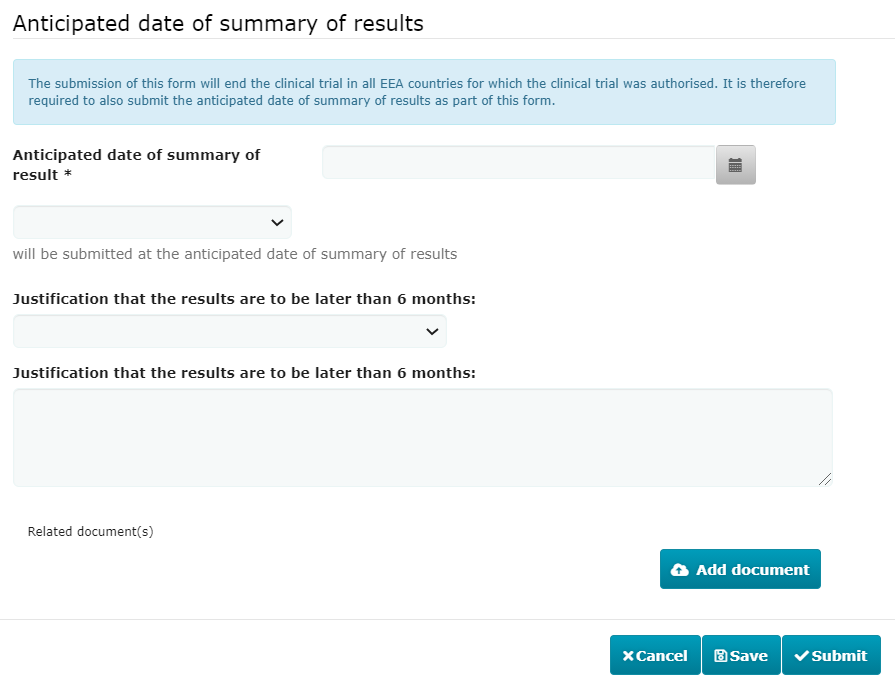 Anticipated date of summary of results
The submission of this form will end the clinical trial in all EEA countries for which the clinical trial was authorised. It is therefore
required to also submit the anticipated date of summary of results as part of this form.
Anticipated date of summary of
result *
will be submitted at the anticipated date of summary of results
Justification that the results are to be later than 6 months:
Justification that the results are to be later than 6 months:
Related document(s)
Add document
Cancel Save Submit